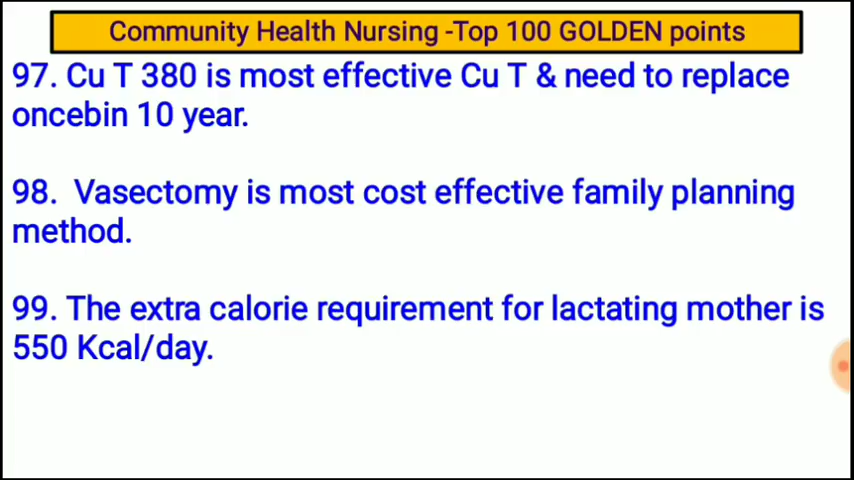 Community Health Nursing -Top 100 GOLDEN points
97. Cu T 380 is most effective Cu T & need to replace
oncebin 10 year.
98. Vasectomy is most cost effective family planning
method.
99. The extra calorie requirement for lactating mother is
550 Kcal/day.